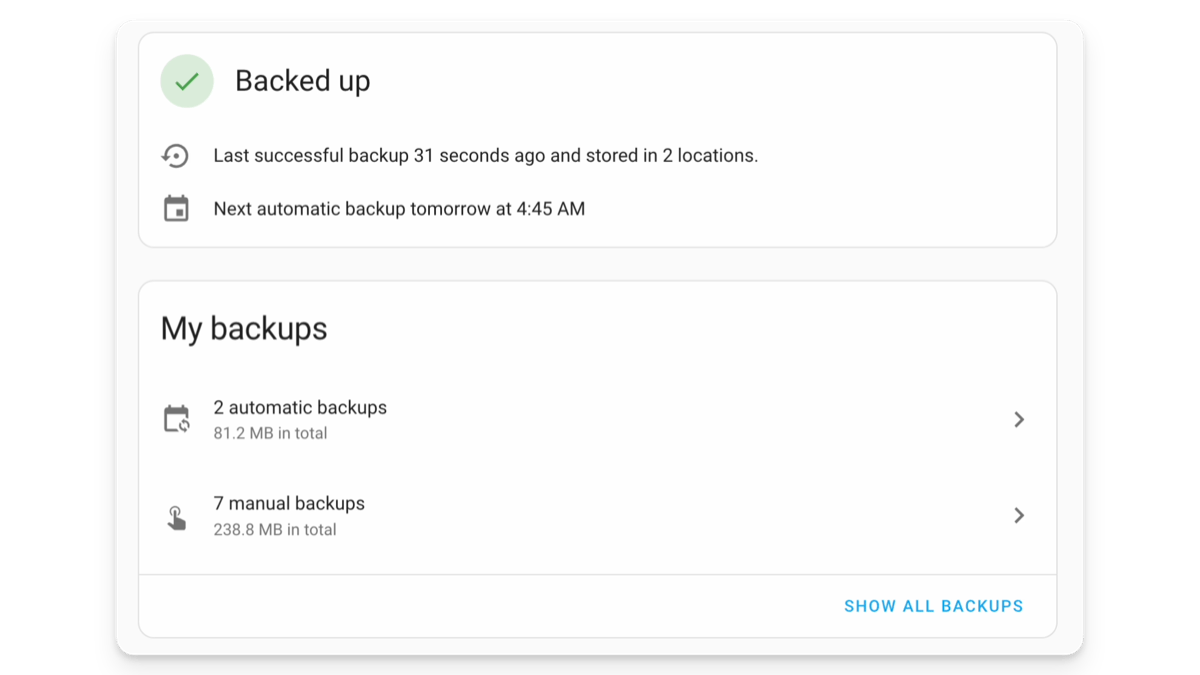 Backed up
Last successful backup 31 seconds ago and stored in 2 locations.
Next automatic backup tomorrow at 4:45 AM
My backups
2 automatic backups
81.2 MB in total
7 manual backups
238.8 MB in total
SHOW ALL BACKUPS